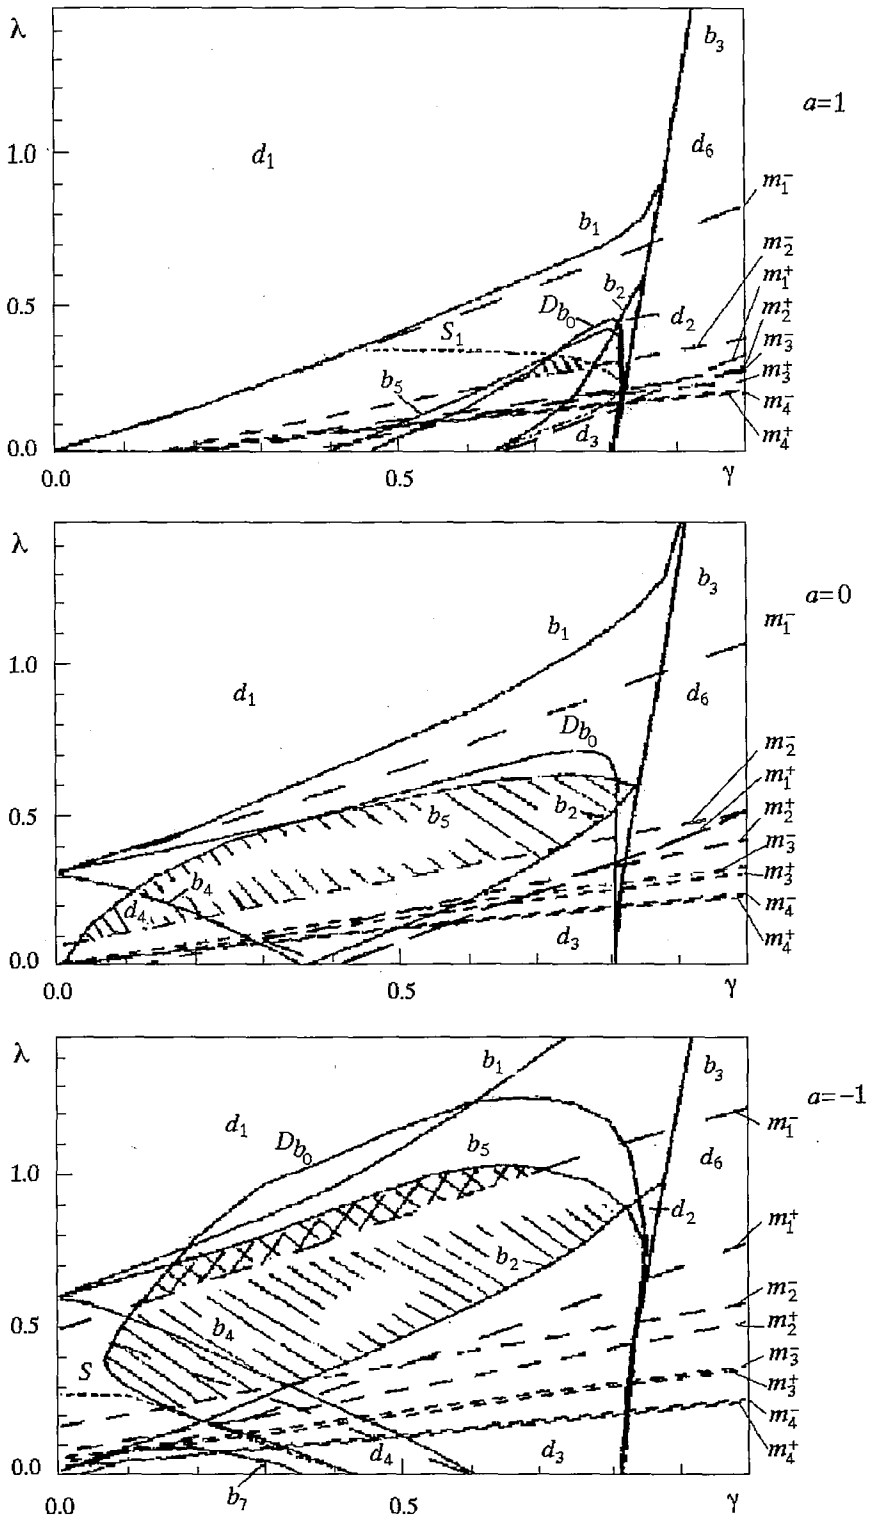 λ
b₃
a=1
1.0
d₁
d₆
m₁⁻
b₁
m₂⁻
m₁⁺
0.5
b₂
D b₀
d₂
m₂⁺
S₁
m₃⁻
b₅
m₃⁺
m₄⁻
d₃
m₄⁺
0.0
0.0
0.5
γ
λ
b₃
a=0
b₁
m₁⁻
1.0
d₁
d₆
D b₀
m₂⁻
m₁⁺
0.5
b₅
b₂
m₂⁺
m₃⁻
b₄
m₃⁺
d₄
m₄⁻
d₃
m₄⁺
0.0
0.0
0.5
γ
λ
b₁
b₃
a=−1
d₁
D b₀
b₅
m₁⁻
1.0
d₆
d₂
m₁⁺
b₂
m₂⁻
0.5
b₄
m₂⁺
S
m₃⁻
m₃⁺
m₄⁻
d₄
d₃
m₄⁺
0.0
b₇
0.0
0.5
γ